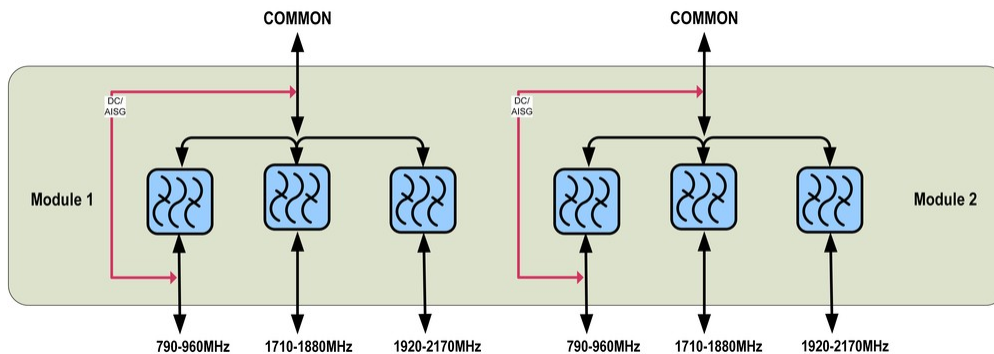 COMMON
COMMON
DC/
AISG
DC/
AISG
Module 1
Module 2
790-960MHz
1710-1880MHz
1920-2170MHz
790-960MHz
1710-1880MHz
1920-2170MHz